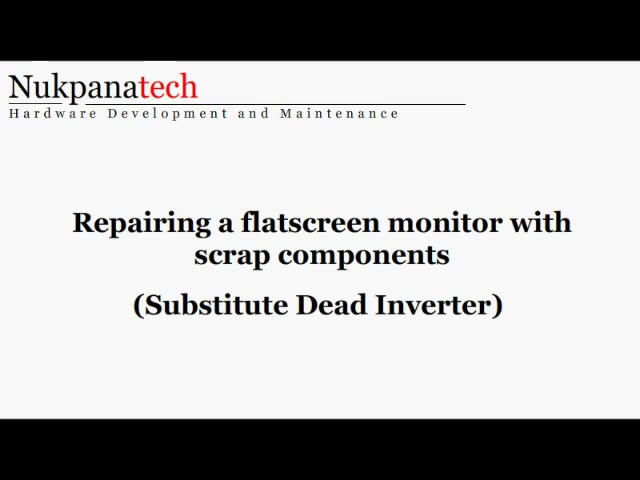 Nukpanatech
Hardware Development and Maintenance
Repairing a flatscreen monitor with
scrap components
(Substitute Dead Inverter)